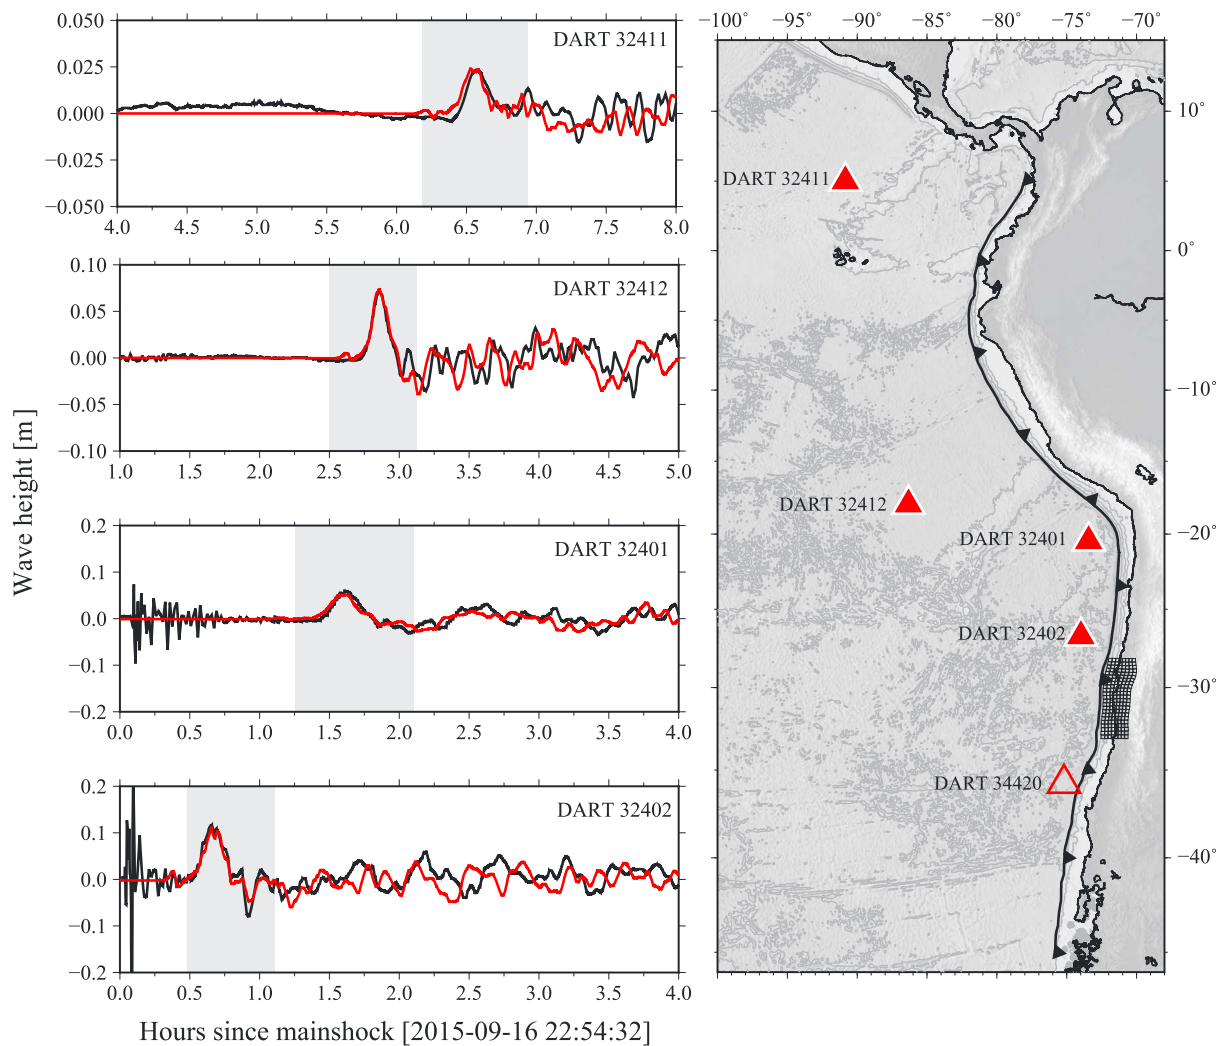 DART 32411
0.050
0.025
0.000
−0.025
−0.050
4.0 4.5 5.0 5.5 6.0 6.5 7.0 7.5 8.0
DART 32412
0.10
0.05
0.00
−0.05
−0.10
1.0 1.5 2.0 2.5 3.0 3.5 4.0 4.5 5.0
Wave height [m]
DART 32401
0.2
0.1
0.0
−0.1
−0.2
0.0 0.5 1.0 1.5 2.0 2.5 3.0 3.5 4.0
DART 32402
0.2
0.1
0.0
−0.1
−0.2
0.0 0.5 1.0 1.5 2.0 2.5 3.0 3.5 4.0
Hours since mainshock [2015-09-16 22:54:32]
−100° −95° −90° −85° −80° −75° −70°
10°
0°
−10°
−20°
−30°
−40°
DART 32411
DART 32412
DART 32401
DART 32402
DART 34420